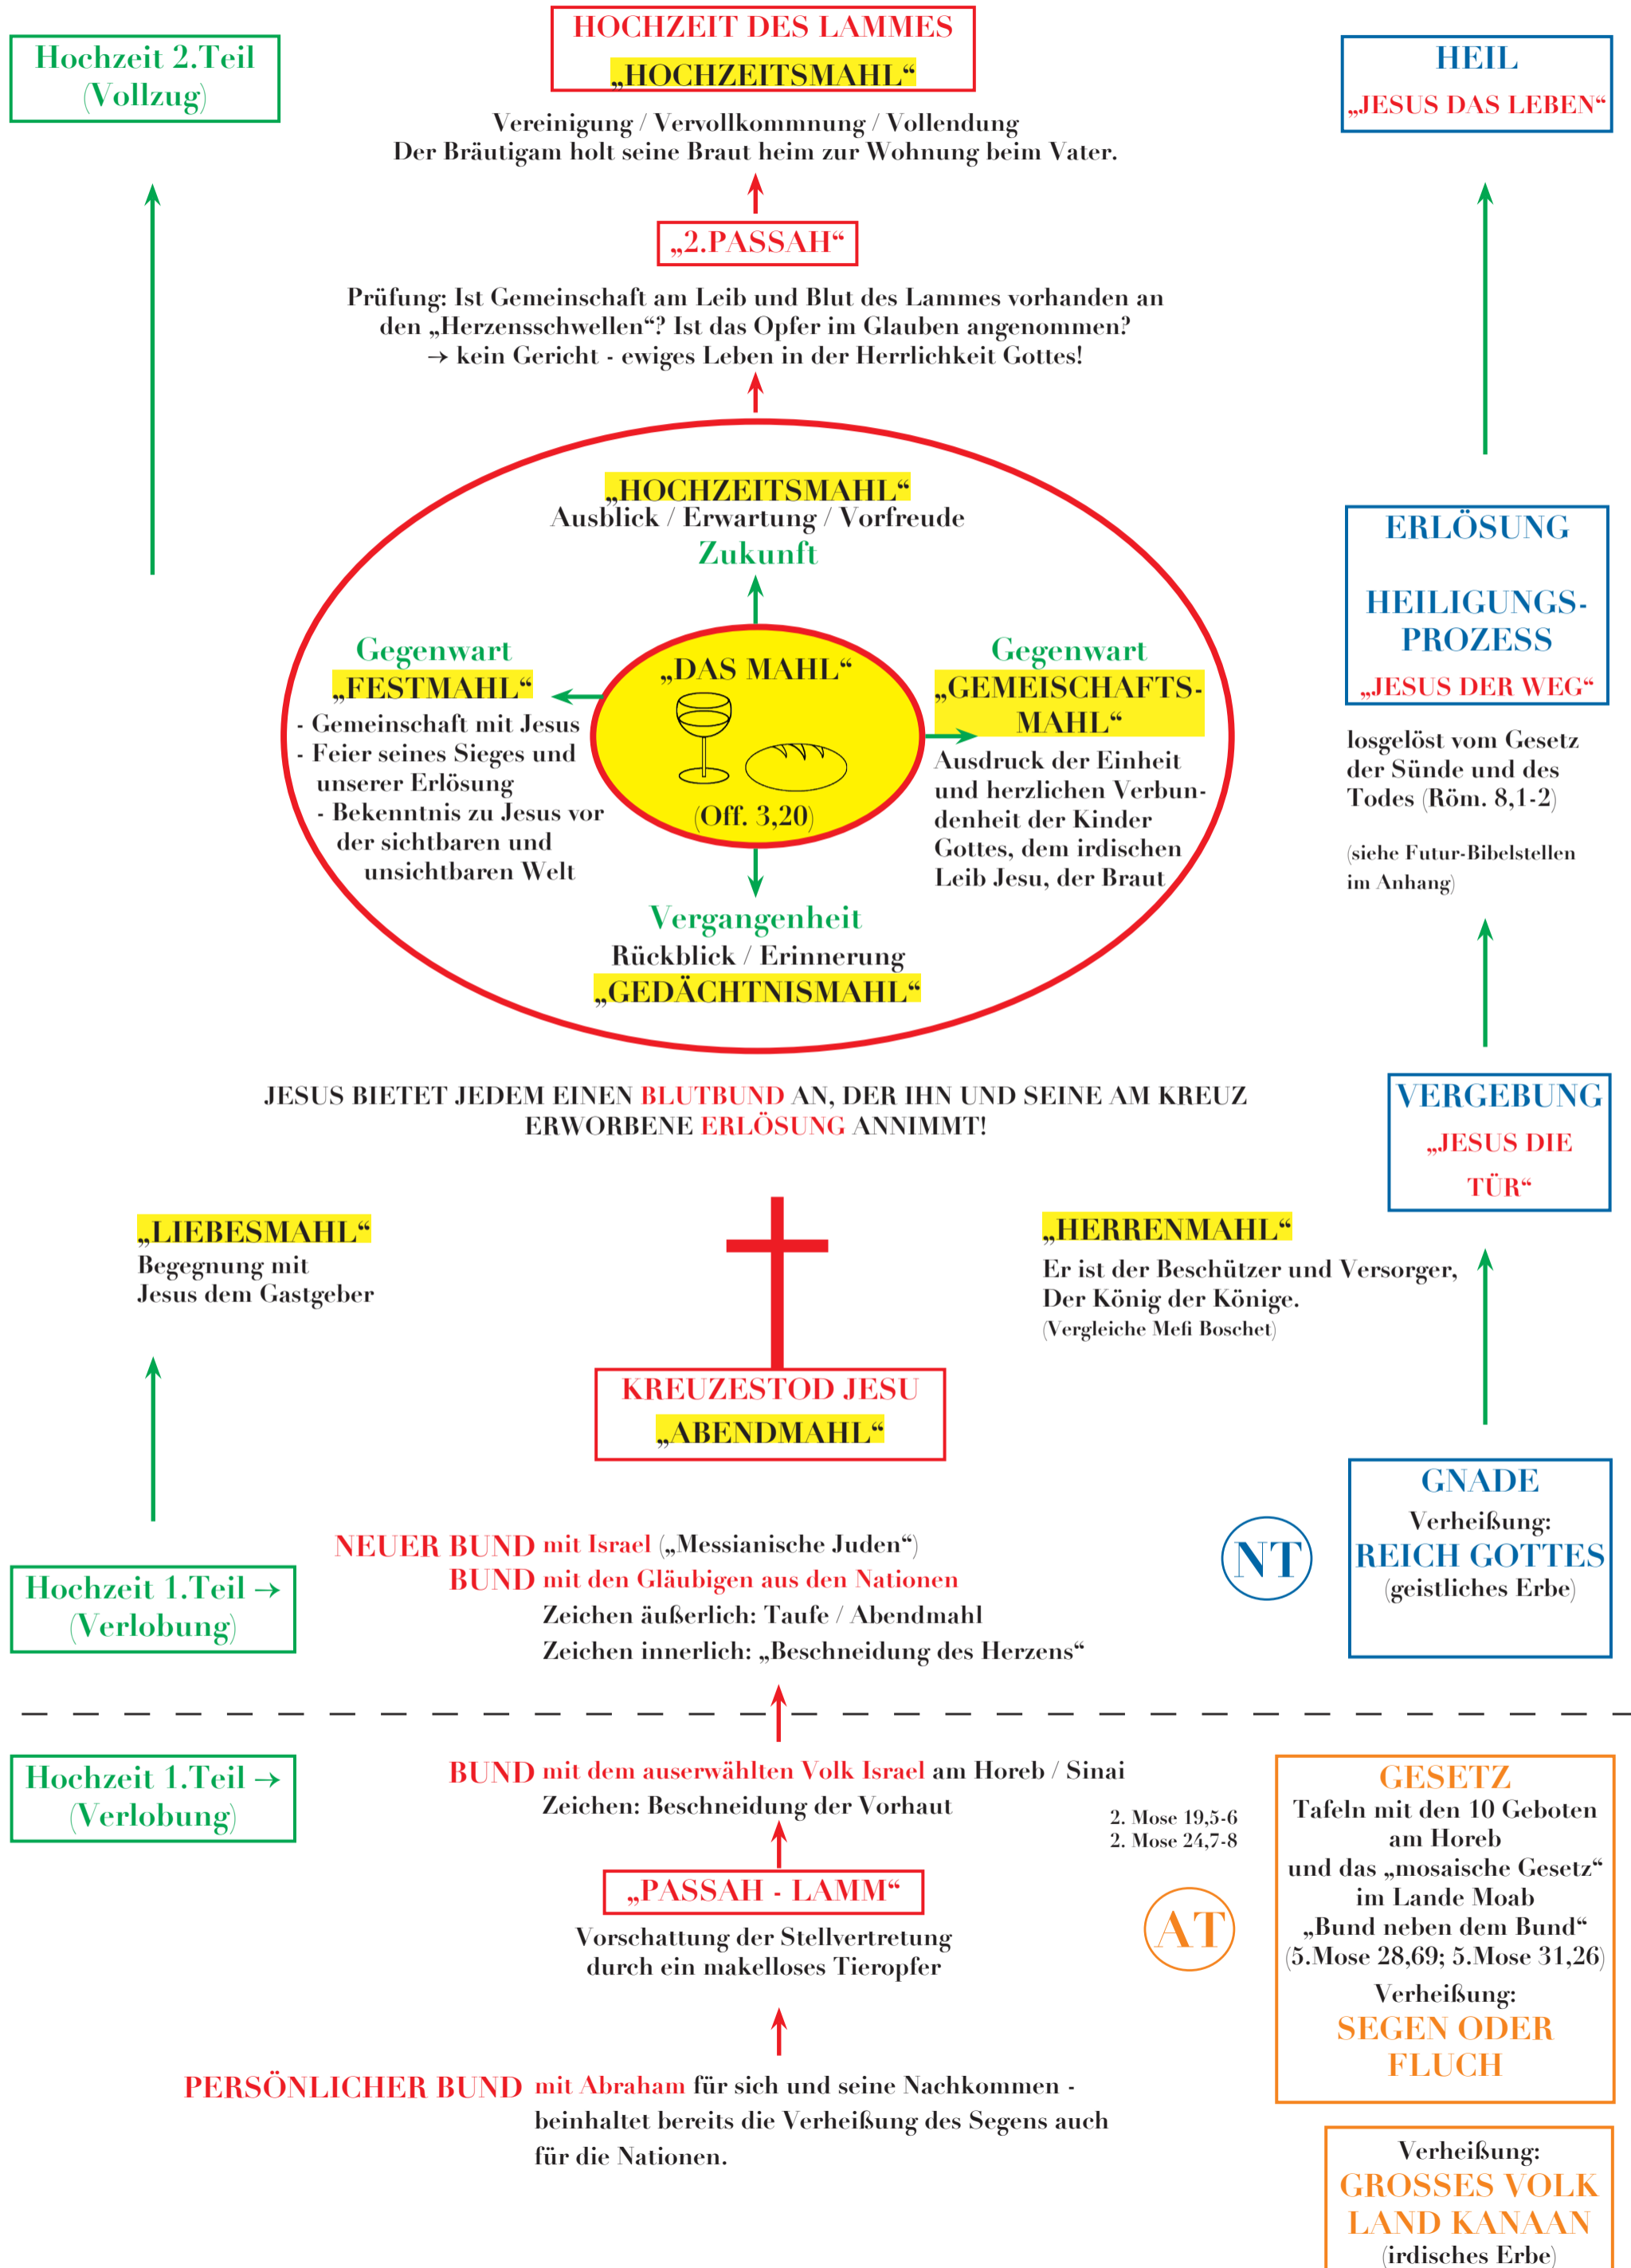 Hochzeit 2.Teil
(Vollzug)
HOCHZEIT DES LAMMES
„HOCHZEITSMAHL“
HEIL
„JESUS DAS LEBEN“
Vereinigung / Vervollkommnung / Vollendung
Der Bräutigam holt seine Braut heim zur Wohnung beim Vater.
„2.PASSAH“
Prüfung: Ist Gemeinschaft am Leib und Blut des Lammes vorhanden an
den „Herzensschwellen“? Ist das Opfer im Glauben angenommen?
→ kein Gericht - ewiges Leben in der Herrlichkeit Gottes!
„HOCHZEITSMAHL“
Ausblick / Erwartung / Vorfreude
Zukunft
Gegenwart
„FESTMAHL“
- Gemeinschaft mit Jesus
- Feier seines Sieges und
unserer Erlösung
- Bekenntnis zu Jesus vor
der sichtbaren und
unsichtbaren Welt
„DAS MAHL“
(Off. 3,20)
Gegenwart
„GEMEISCHAFTS-
MAHL“
Ausdruck der Einheit
und herzlichen Verbun-
denheit der Kinder
Gottes, dem irdischen
Leib Jesu, der Braut
Vergangenheit
Rückblick / Erinnerung
„GEDÄCHTNISMAHL“
ERLÖSUNG
HEILIGUNGS-
PROZESS
„JESUS DER WEG“
losgelöst vom Gesetz
der Sünde und des
Todes (Röm. 8,1-2)
(siehe Futur-Bibelstellen
im Anhang)
JESUS BIETET JEDEM EINEN BLUTBUND AN, DER IHN UND SEINE AM KREUZ
ERWORBENE ERLÖSUNG ANNIMMT!
VERGEBUNG
„JESUS DIE
TÜR“
„LIEBESMAHL“
Begegnung mit
Jesus dem Gastgeber
„HERRENMAHL“
Er ist der Beschützer und Versorger,
Der König der Könige.
(Vergleiche Mefi Boschet)
KREUZESTOD JESU
„ABENDMAHL“
GNADE
Verheißung:
REICH GOTTES
(geistliches Erbe)
NT
Hochzeit 1.Teil →
(Verlobung)
NEUER BUND mit Israel („Messianische Juden“)
BUND mit den Gläubigen aus den Nationen
Zeichen äußerlich: Taufe / Abendmahl
Zeichen innerlich: „Beschneidung des Herzens“
Hochzeit 1.Teil →
(Verlobung)
BUND mit dem auserwählten Volk Israel am Horeb / Sinai
Zeichen: Beschneidung der Vorhaut
2. Mose 19,5-6
2. Mose 24,7-8
„PASSAH - LAMM“
Vorschattung der Stellvertretung
durch ein makelloses Tieropfer
AT
GESETZ
Tafeln mit den 10 Geboten
am Horeb
und das „mosaische Gesetz“
im Lande Moab
„Bund neben dem Bund“
(5.Mose 28,69; 5.Mose 31,26)
Verheißung:
SEGEN ODER
FLUCH
PERSÖNLICHER BUND mit Abraham für sich und seine Nachkommen -
beinhaltet bereits die Verheißung des Segens auch
für die Nationen.
Verheißung:
GROSSES VOLK
LAND KANAAN
(irdisches Erbe)